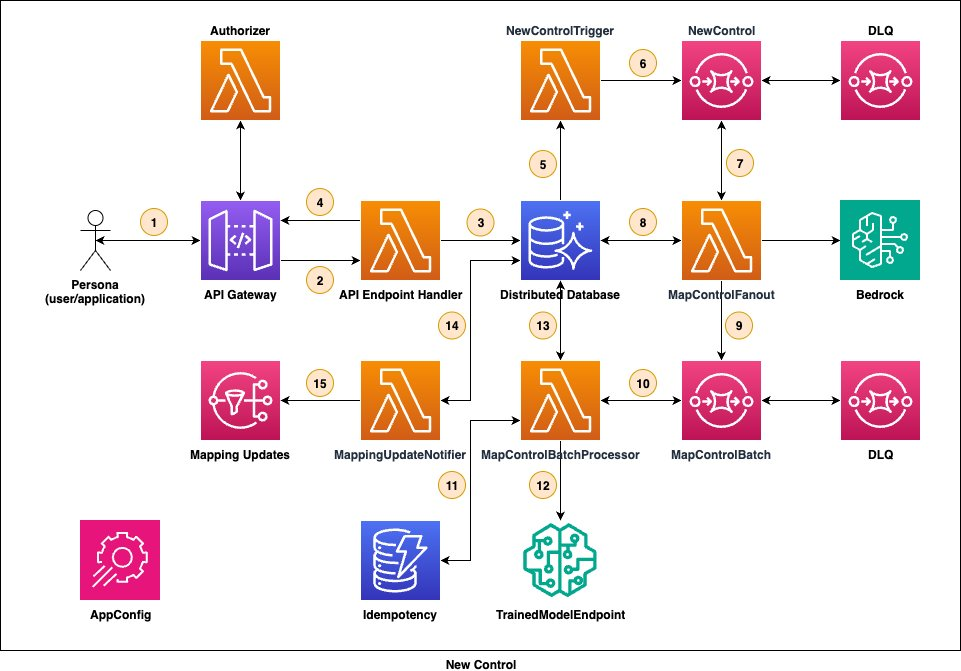 Authorizer
NewControlTrigger
NewControl
DLQ
6
5
7
1
4
3
8
2
Persona
(user/application)
API Gateway
API Endpoint Handler
Distributed Database
MapControlFanout
Bedrock
14
13
9
15
10
Mapping Updates
MappingUpdateNotifier
MapControlBatchProcessor
MapControlBatch
DLQ
11
12
AppConfig
Idempotency
TrainedModelEndpoint
New Control